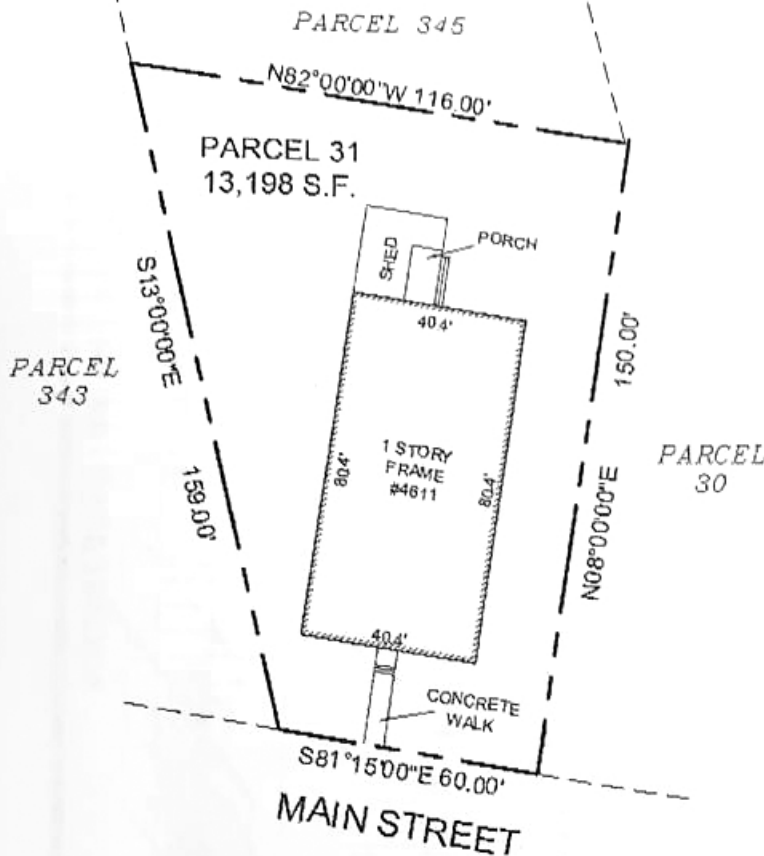 PARCEL 345
N82°00'00"W 116.00'
PARCEL 31
13,198 S.F.
SHED
PORCH
40.4'
S13°00'00"E
159.00'
150.00'
N08°00'00"E
PARCEL
343
1 STORY
FRAME
#4611
80.4'
80.4'
PARCEL
30
40.4'
CONCRETE
WALK
S81°15'00"E 60.00'
MAIN STREET